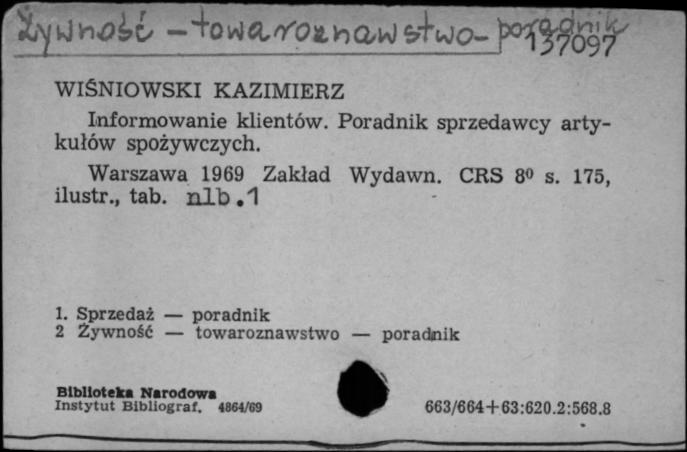 Żywność – towaroznawstwo – poradnik
137097
WIŚNIOWSKI KAZIMIERZ
Informowanie klientów. Poradnik sprzedawcy arty-
kułów spożywczych.
Warszawa 1969 Zakład Wydawn. CRS 8⁰ s. 175,
ilustr., tab. nlb.1
1. Sprzedaż — poradnik
2 Żywność — towaroznawstwo — poradnik
Biblioteka Narodowa
Instytut Bibliograf. 4864/69
663/664+63:620.2:568.8